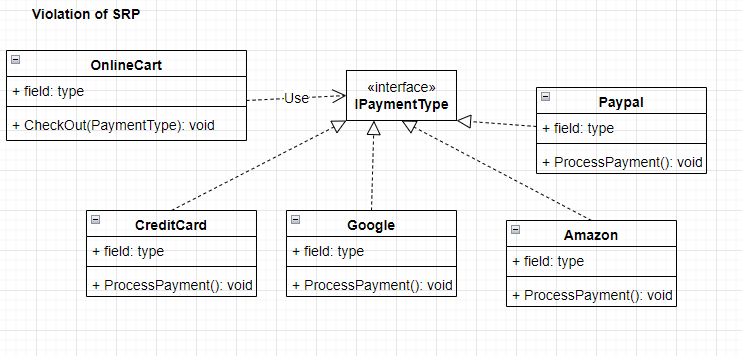 Violation of SRP
OnlineCart
+ field: type
+ CheckOut(PaymentType): void
Use
«interface»
IPaymentType
Paypal
+ field: type
+ ProcessPayment(): void
CreditCard
+ field: type
+ ProcessPayment(): void
Google
+ field: type
+ ProcessPayment(): void
Amazon
+ field: type
+ ProcessPayment(): void